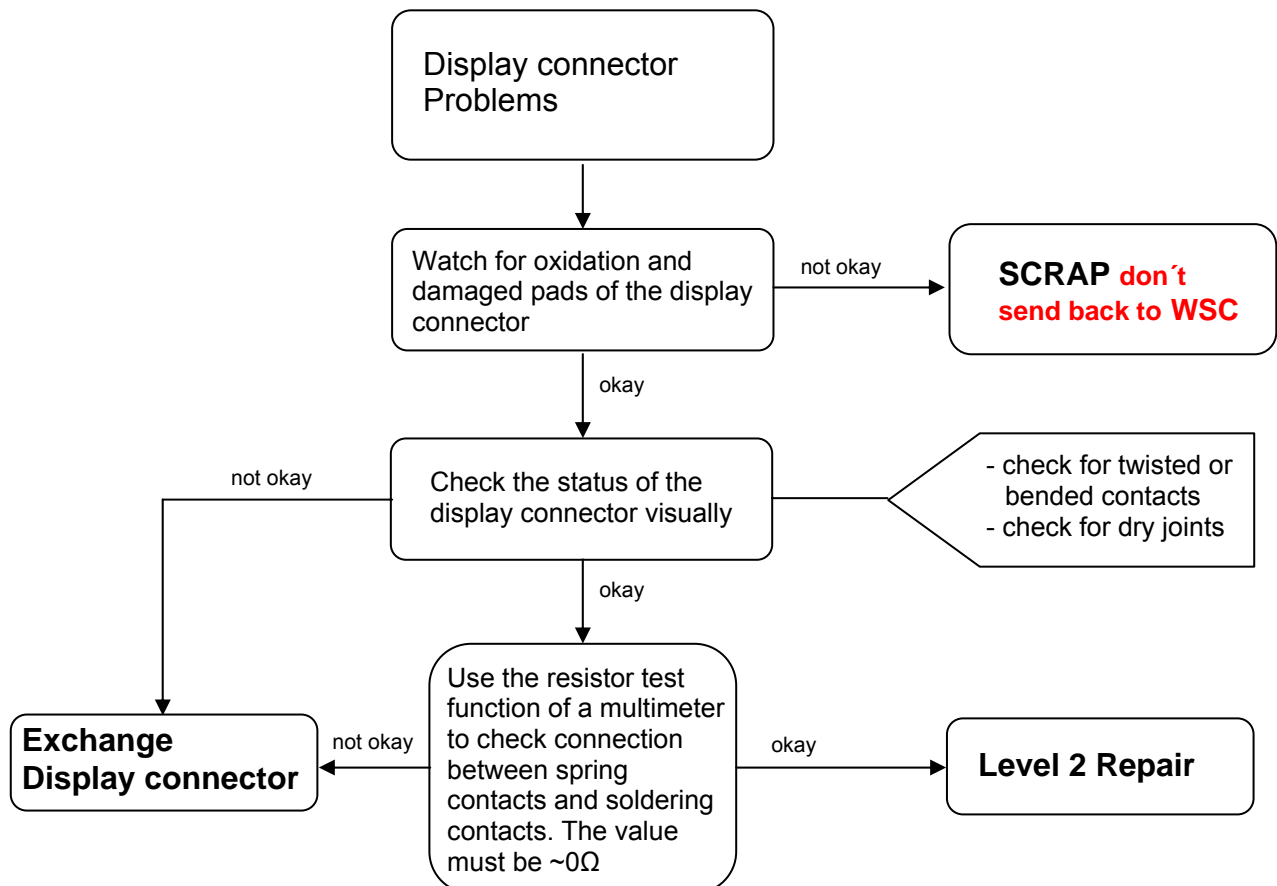 Display connector
Problems
Watch for oxidation and
damaged pads of the display
connector
not okay
SCRAP don´t
send back to WSC
okay
Check the status of the
display connector visually
not okay
- check for twisted or
bended contacts
- check for dry joints
okay
Use the resistor test
function of a multimeter
to check connection
between spring
contacts and soldering
contacts. The value
must be ~0Ω
not okay
Exchange
Display connector
okay
Level 2 Repair